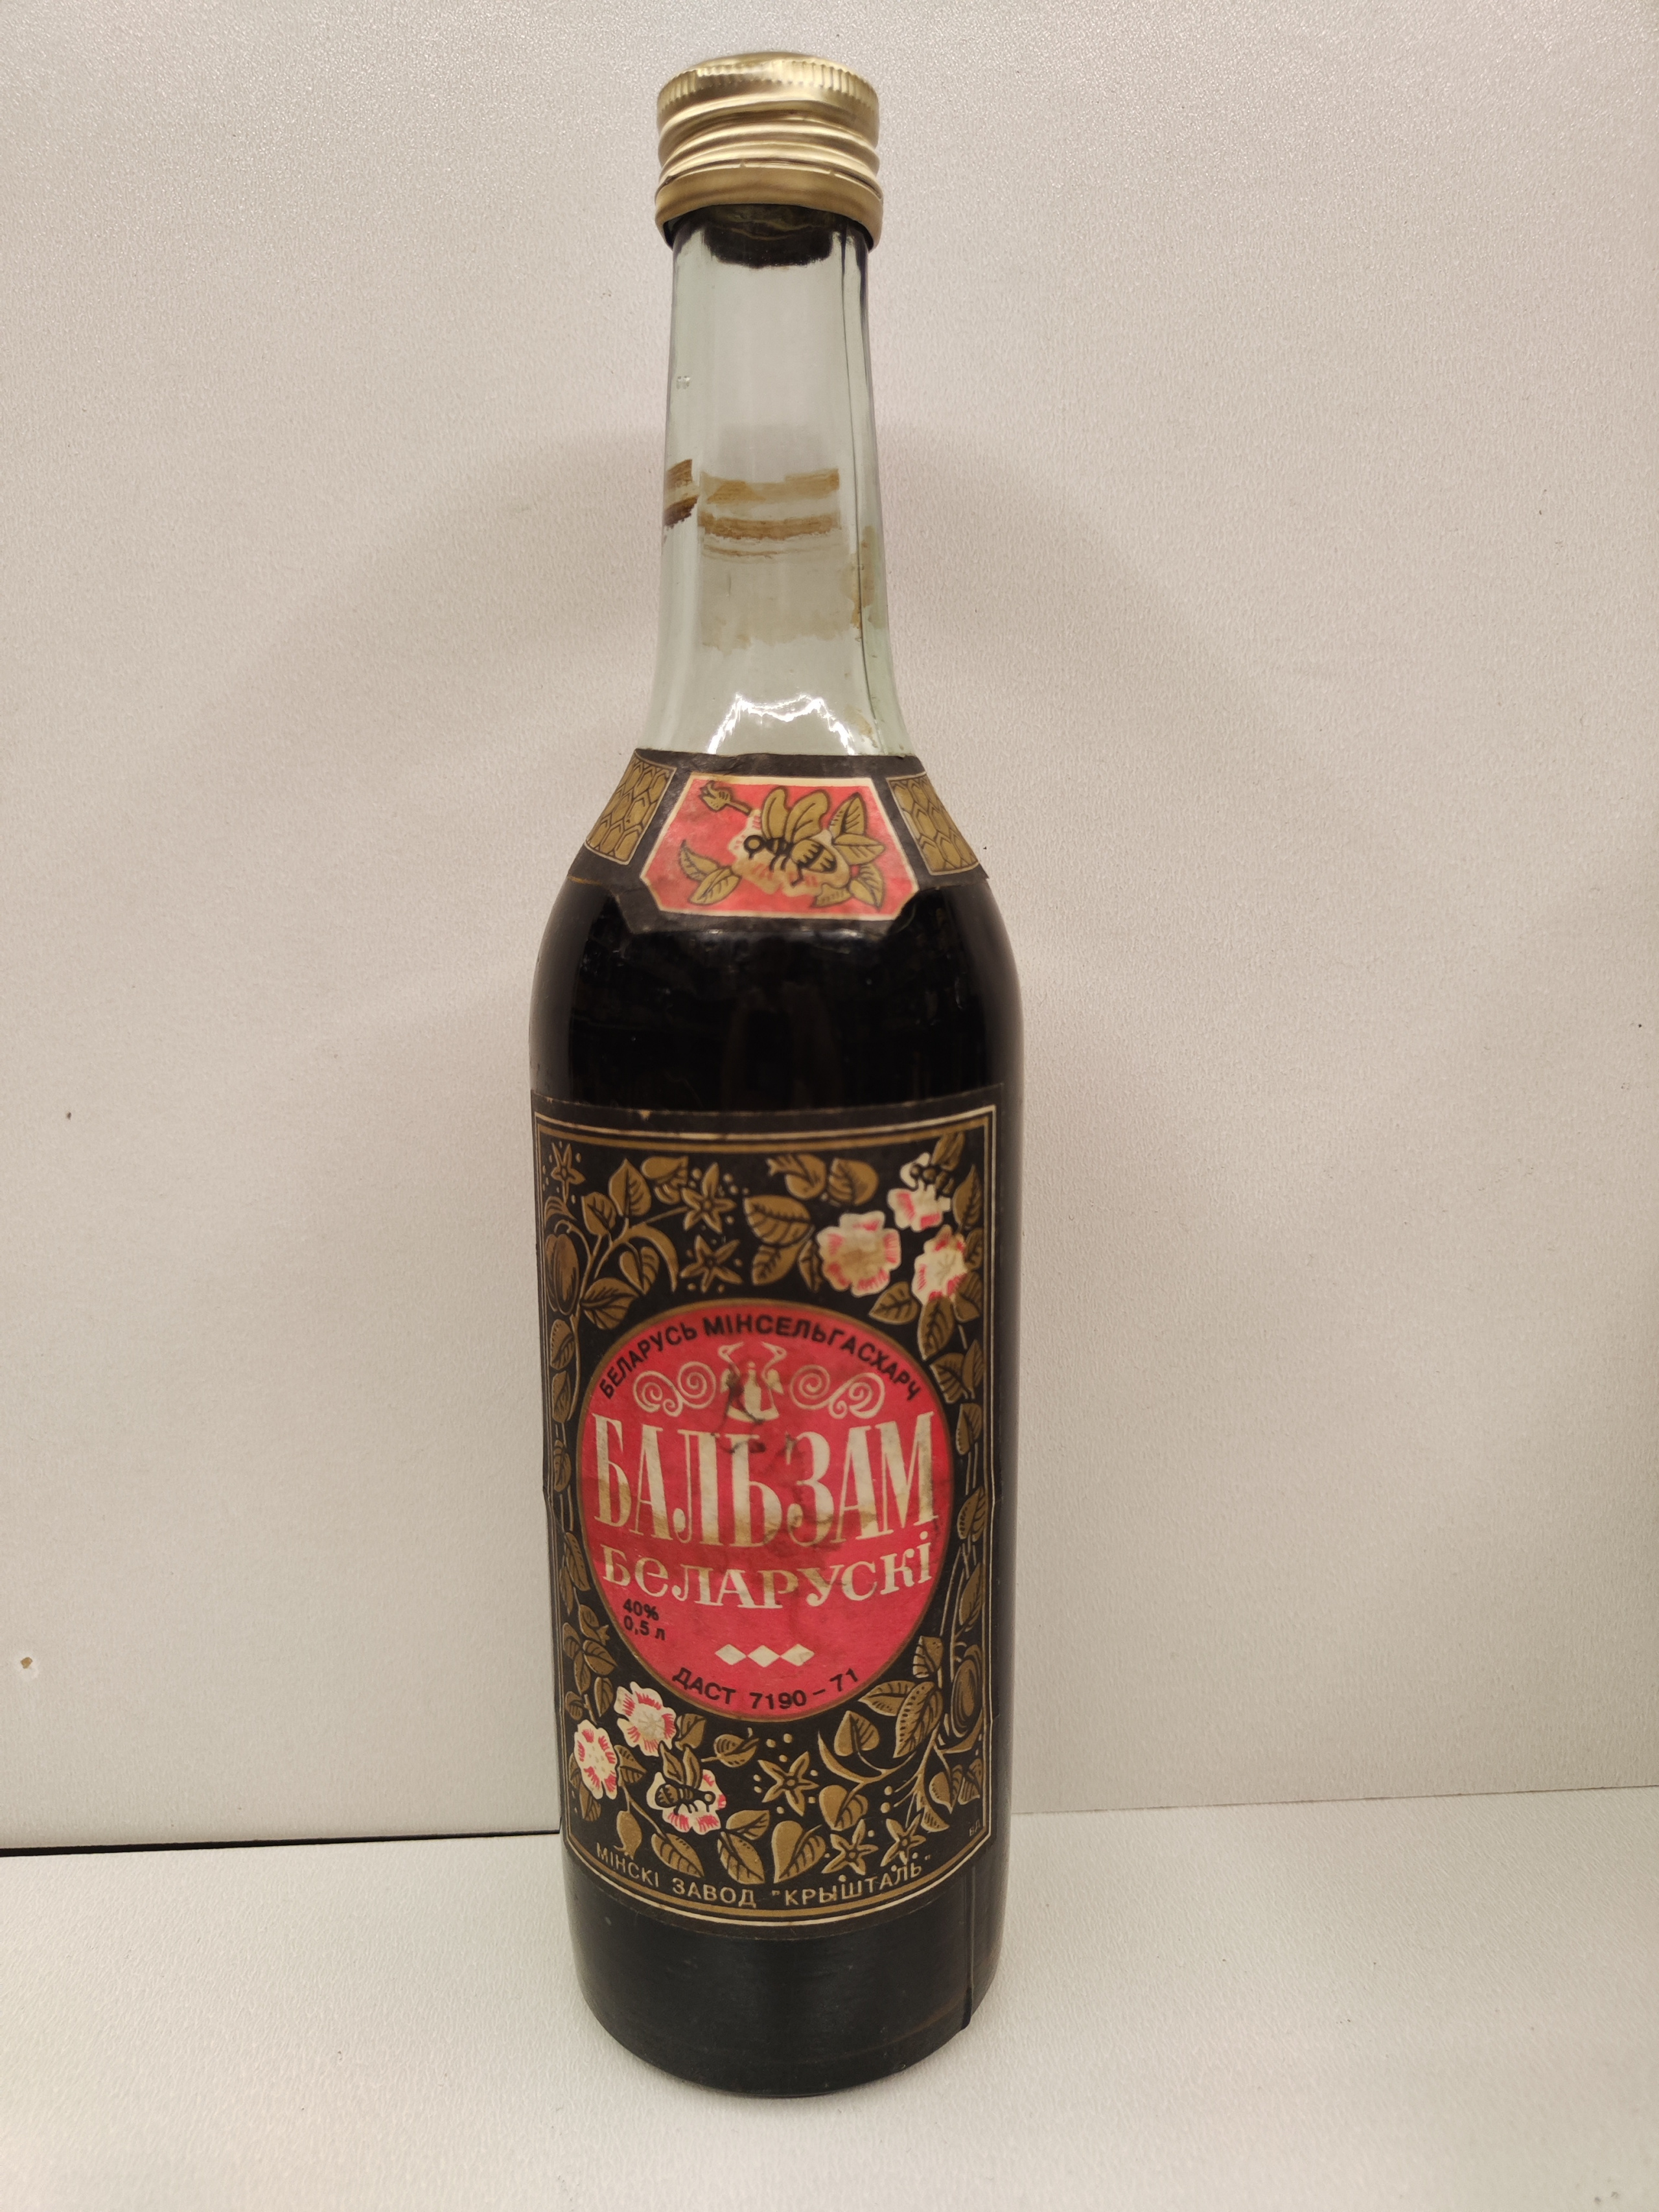 БЕЛАРУСЬ МІНСЕЛЬГАСХАРЧ
БАЛЬЗАМ
БЕЛАРУСКІ
40%
0,5 л
ДАСТ 7190-71
МІНСКІ ЗАВОД "КРЫШТАЛЬ"